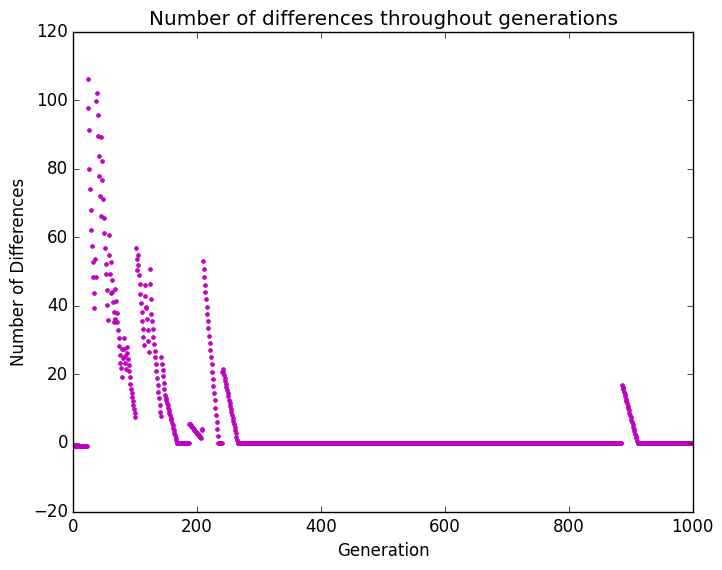 Number of differences throughout generations
120
100
80
60
40
20
0
−20
0 200 400 600 800 1000
Number of Differences
Generation